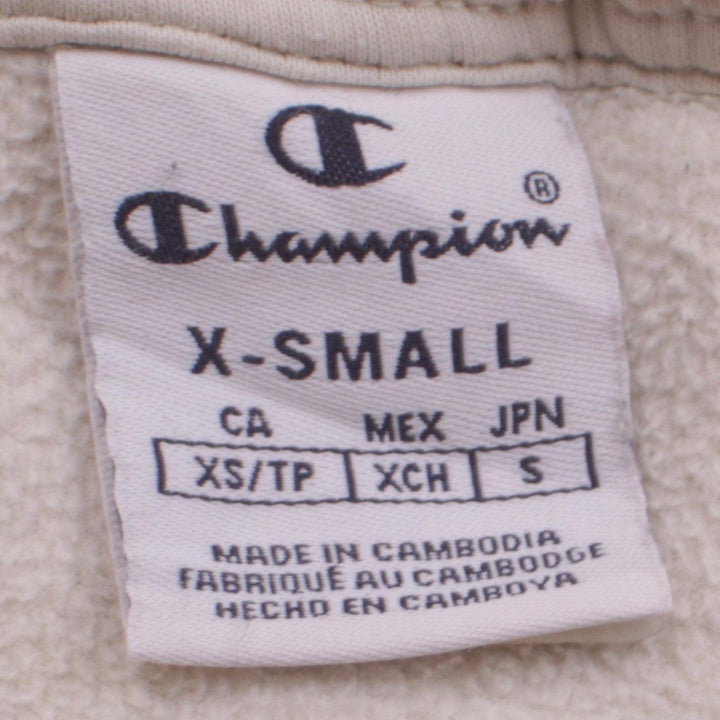 C
Champion®
X-SMALL
CA MEX JPN
XS/TP XCH S
MADE IN CAMBODIA
FABRIQUÉ AU CAMBODGE
HECHO EN CAMBOYA